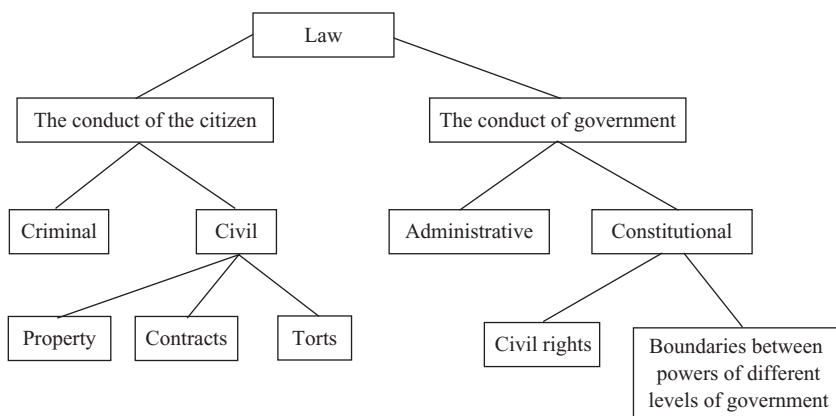 Law
The conduct of the citizen
The conduct of government
Criminal
Civil
Administrative
Constitutional
Property
Contracts
Torts
Civil rights
Boundaries between
powers of different
levels of government